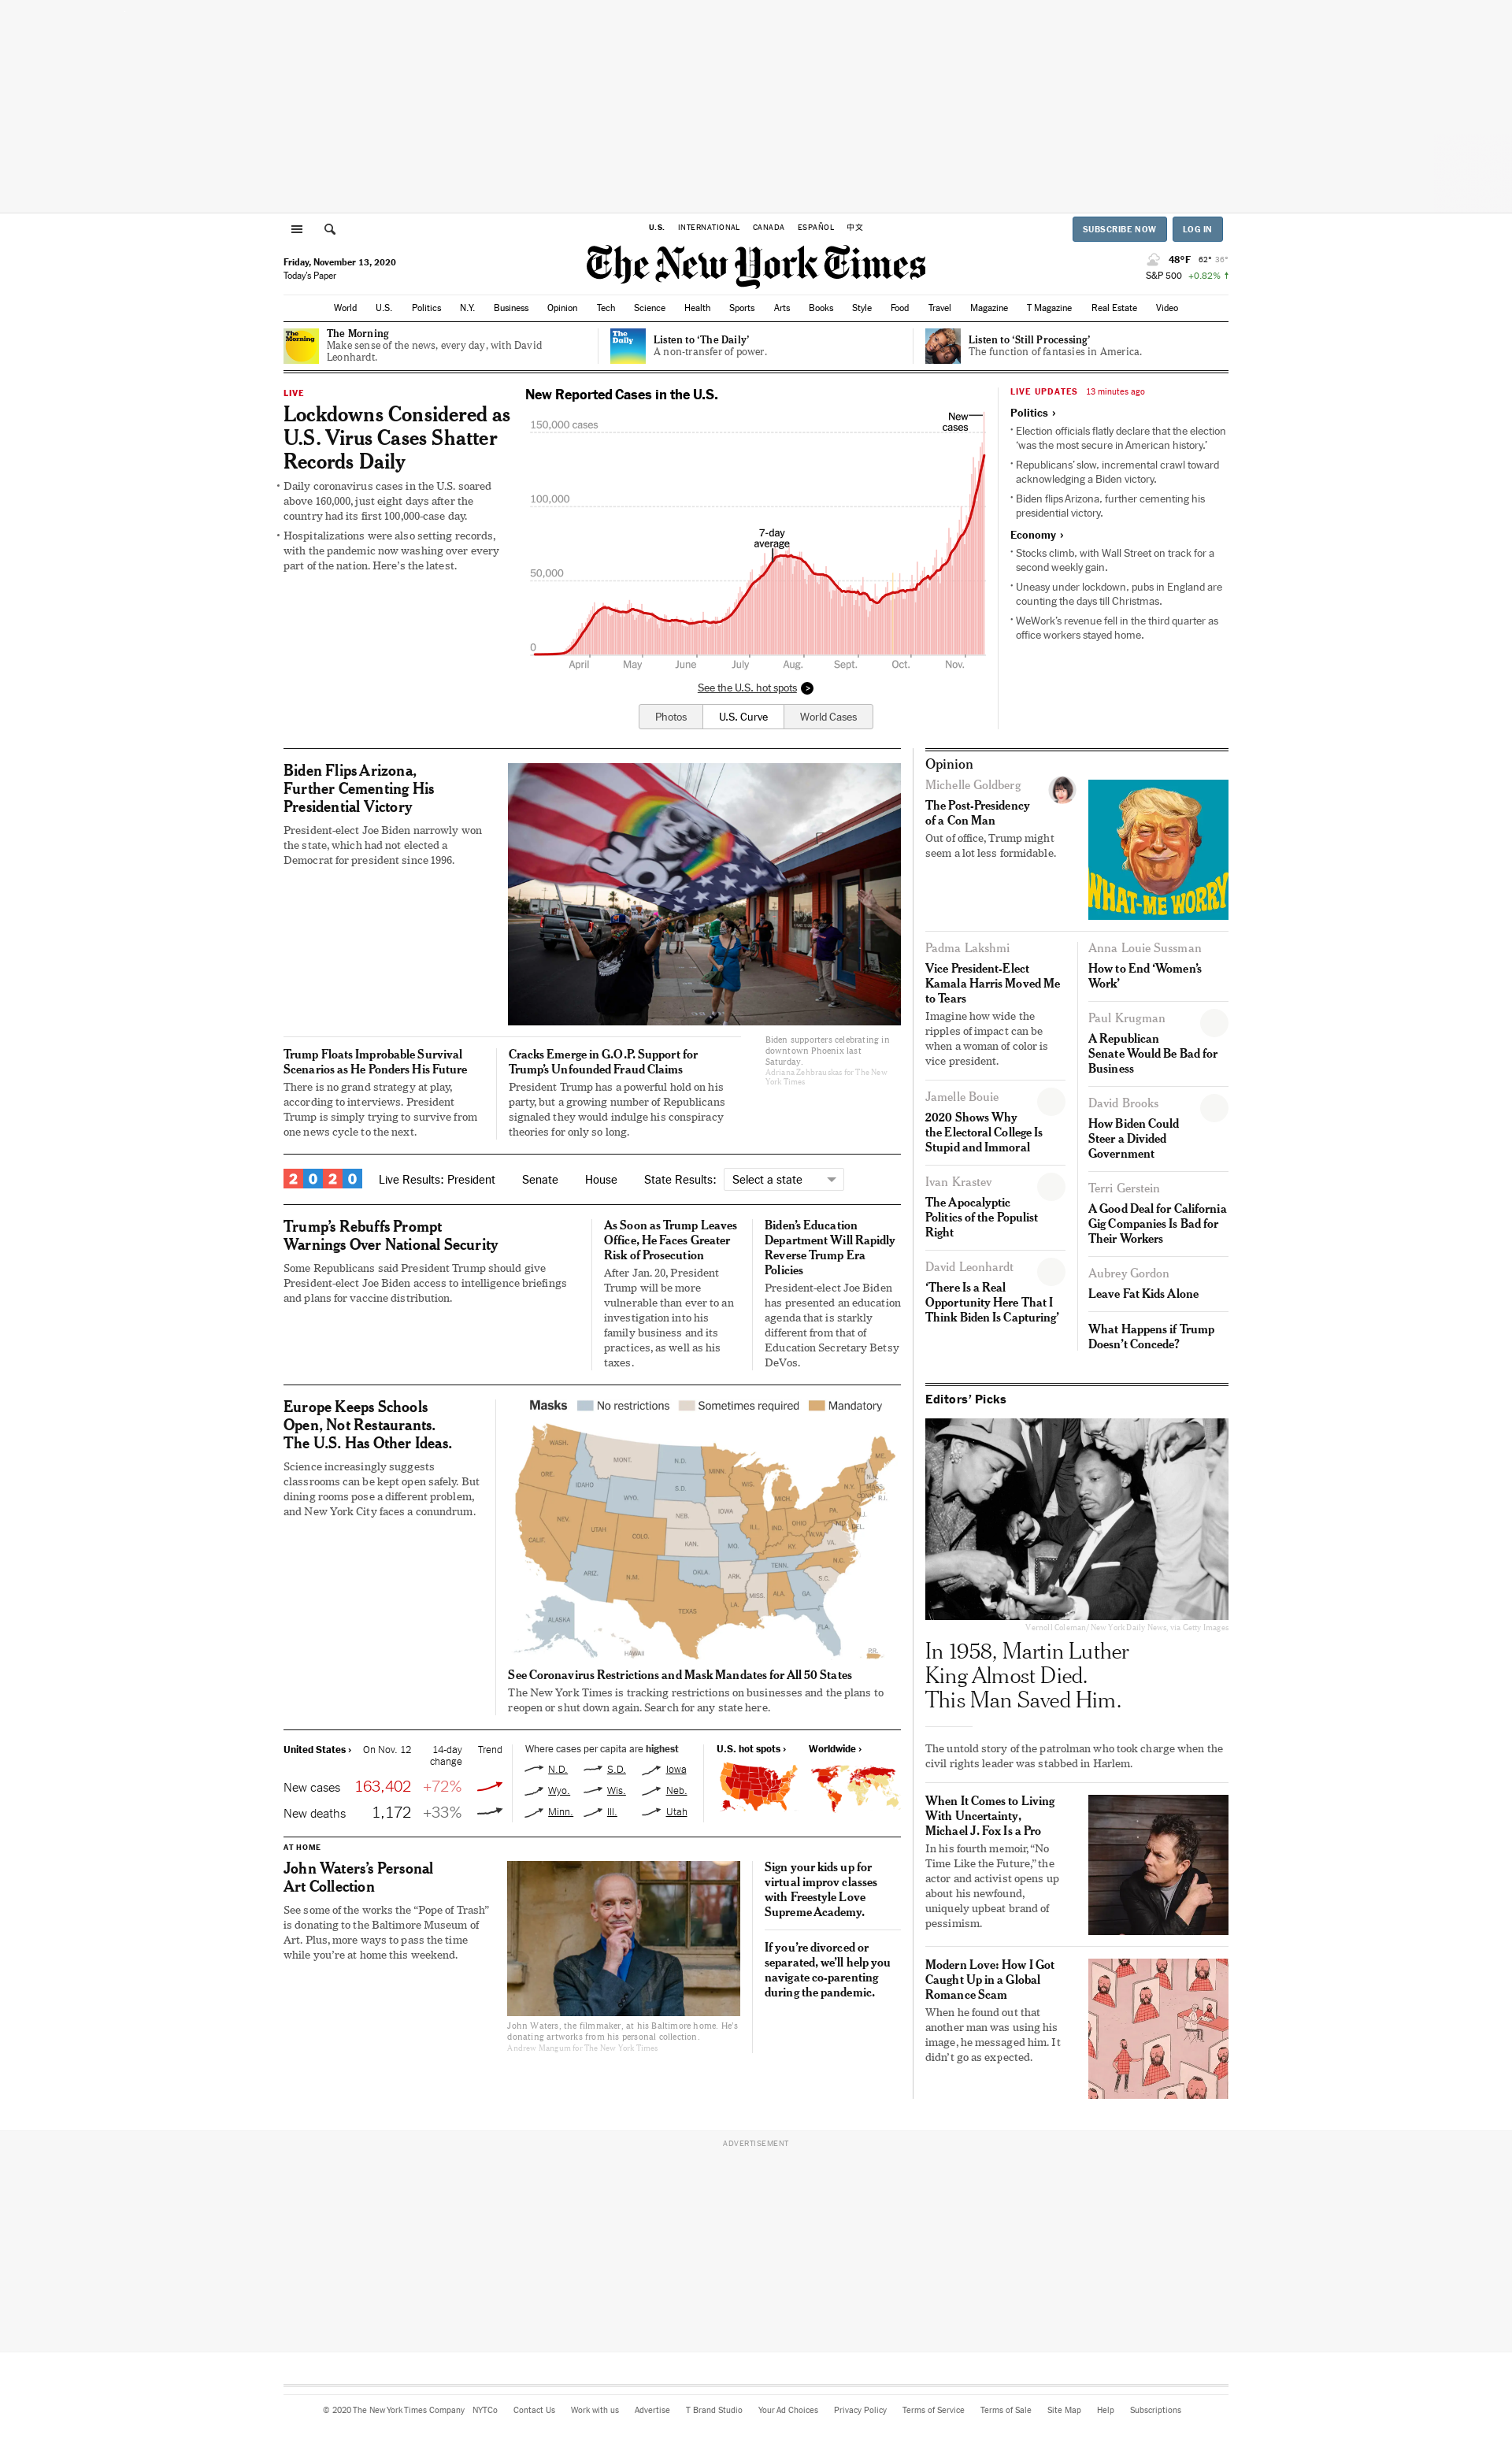 U.S. INTERNATIONAL CANADA ESPAÑOL 中文
SUBSCRIBE NOW LOG IN
Friday, November 13, 2020
Today's Paper
The New York Times
48°F 62° 36°
S&P 500 +0.82% ↑
World U.S. Politics N.Y. Business Opinion Tech Science Health Sports Arts Books Style Food Travel Magazine T Magazine Real Estate Video
The Morning
The Morning
Make sense of the news, every day, with David
Leonhardt.
The Daily
Listen to ‘The Daily’
A non-transfer of power.
Listen to ‘Still Processing’
The function of fantasies in America.
LIVE
Lockdowns Considered as
U.S. Virus Cases Shatter
Records Daily
• Daily coronavirus cases in the U.S. soared
above 160,000, just eight days after the
country had its first 100,000-case day.
• Hospitalizations were also setting records,
with the pandemic now washing over every
part of the nation. Here’s the latest.
New Reported Cases in the U.S.
New
cases
150,000 cases
100,000
7-day
average
50,000
0
April May June July Aug. Sept. Oct. Nov.
See the U.S. hot spots >
Photos U.S. Curve World Cases
LIVE UPDATES 13 minutes ago
Politics ›
• Election officials flatly declare that the election
‘was the most secure in American history.’
• Republicans’ slow, incremental crawl toward
acknowledging a Biden victory.
• Biden flips Arizona, further cementing his
presidential victory.
Economy ›
• Stocks climb, with Wall Street on track for a
second weekly gain.
• Uneasy under lockdown, pubs in England are
counting the days till Christmas.
• WeWork’s revenue fell in the third quarter as
office workers stayed home.
Biden Flips Arizona,
Further Cementing His
Presidential Victory
President-elect Joe Biden narrowly won
the state, which had not elected a
Democrat for president since 1996.
Biden supporters celebrating in
downtown Phoenix last
Saturday.
Adriana Zehbrauskas for The New
York Times
Trump Floats Improbable Survival
Scenarios as He Ponders His Future
There is no grand strategy at play,
according to interviews. President
Trump is simply trying to survive from
one news cycle to the next.
Cracks Emerge in G.O.P. Support for
Trump’s Unfounded Fraud Claims
President Trump has a powerful hold on his
party, but a growing number of Republicans
signaled they would indulge his conspiracy
theories for only so long.
2020 Live Results: President Senate House State Results: Select a state
Trump’s Rebuffs Prompt
Warnings Over National Security
Some Republicans said President Trump should give
President-elect Joe Biden access to intelligence briefings
and plans for vaccine distribution.
As Soon as Trump Leaves
Office, He Faces Greater
Risk of Prosecution
After Jan. 20, President
Trump will be more
vulnerable than ever to an
investigation into his
family business and its
practices, as well as his
taxes.
Biden’s Education
Department Will Rapidly
Reverse Trump Era
Policies
President-elect Joe Biden
has presented an education
agenda that is starkly
different from that of
Education Secretary Betsy
DeVos.
Europe Keeps Schools
Open, Not Restaurants.
The U.S. Has Other Ideas.
Science increasingly suggests
classrooms can be kept open safely. But
dining rooms pose a different problem,
and New York City faces a conundrum.
Masks No restrictions Sometimes required Mandatory
WASH. MONT. N.D. MINN. ME.
ORE. IDAHO WYO. S.D. WIS. MICH. N.Y. VT. N.H. MASS. CONN. R.I.
NEV. UTAH COLO. NEB. IOWA ILL. IND. OHIO PA. N.J. MD. DEL.
CALIF. KAN. MO. KY. W.VA. VA.
ARIZ. N.M. OKLA. ARK. TENN. N.C. S.C.
TEXAS LA. MISS. ALA. GA. FLA.
ALASKA HAWAII P.R.
See Coronavirus Restrictions and Mask Mandates for All 50 States
The New York Times is tracking restrictions on businesses and the plans to
reopen or shut down again. Search for any state here.
United States › On Nov. 12 14-day
change Trend
New cases 163,402 +72%
New deaths 1,172 +33%
Where cases per capita are highest
N.D. S.D. Iowa
Wyo. Wis. Neb.
Minn. Ill. Utah
U.S. hot spots › Worldwide ›
AT HOME
John Waters’s Personal
Art Collection
See some of the works the “Pope of Trash”
is donating to the Baltimore Museum of
Art. Plus, more ways to pass the time
while you’re at home this weekend.
John Waters, the filmmaker, at his Baltimore home. He’s
donating artworks from his personal collection.
Andrew Mangum for The New York Times
Sign your kids up for
virtual improv classes
with Freestyle Love
Supreme Academy.
If you’re divorced or
separated, we’ll help you
navigate co-parenting
during the pandemic.
Opinion
Michelle Goldberg
The Post-Presidency
of a Con Man
Out of office, Trump might
seem a lot less formidable.
WHAT-ME WORRY
Padma Lakshmi
Vice President-Elect
Kamala Harris Moved Me
to Tears
Imagine how wide the
ripples of impact can be
when a woman of color is
vice president.
Jamelle Bouie
2020 Shows Why
the Electoral College Is
Stupid and Immoral
Ivan Krastev
The Apocalyptic
Politics of the Populist
Right
David Leonhardt
‘There Is a Real
Opportunity Here That I
Think Biden Is Capturing’
Anna Louie Sussman
How to End ‘Women’s
Work’
Paul Krugman
A Republican
Senate Would Be Bad for
Business
David Brooks
How Biden Could
Steer a Divided
Government
Terri Gerstein
A Good Deal for California
Gig Companies Is Bad for
Their Workers
Aubrey Gordon
Leave Fat Kids Alone
What Happens if Trump
Doesn’t Concede?
Editors’ Picks
Vernoll Coleman/New York Daily News, via Getty Images
In 1958, Martin Luther
King Almost Died.
This Man Saved Him.
The untold story of the patrolman who took charge when the
civil rights leader was stabbed in Harlem.
When It Comes to Living
With Uncertainty,
Michael J. Fox Is a Pro
In his fourth memoir, “No
Time Like the Future,” the
actor and activist opens up
about his newfound,
uniquely upbeat brand of
pessimism.
Modern Love: How I Got
Caught Up in a Global
Romance Scam
When he found out that
another man was using his
image, he messaged him. It
didn’t go as expected.
ADVERTISEMENT
© 2020 The New York Times Company NYTCo Contact Us Work with us Advertise T Brand Studio Your Ad Choices Privacy Policy Terms of Service Terms of Sale Site Map Help Subscriptions